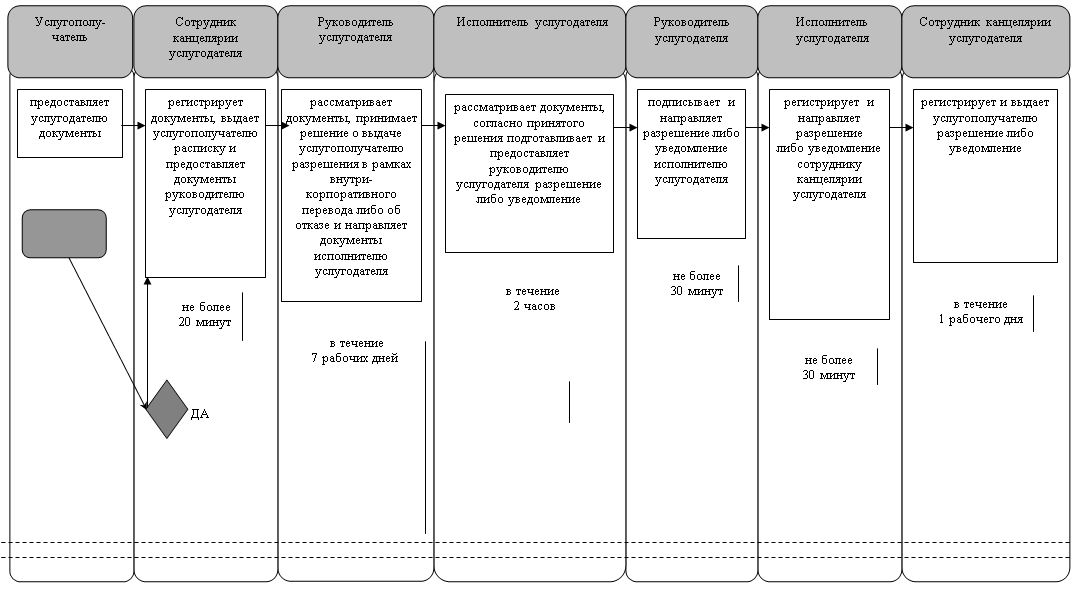 Услугополу-
чатель
Сотрудник
канцелярии
услугодателя
Руководитель
услугодателя
Исполнитель услугодателя
Руководитель
услугодателя
Исполнитель
услугодателя
Сотрудник канцелярии
услугодателя
предоставляет
услугодателю
документы
регистрирует
документы, выдает
услугополучателю
расписку и
предоставляет
документы
руководителю
услугодателя
рассматривает
документы, принимает
решение о выдаче
услугополучателю
разрешения в рамках
внутри-
корпоративного
перевода либо об
отказе и направляет
документы
исполнителю
услугодателя
рассматривает документы,
согласно принятого
решения подготавливает и
предоставляет
руководителю
услугодателя разрешение
либо уведомление
подписывает и
направляет
разрешение либо
уведомление
исполнителю
услугодателя
регистрирует и
направляет
разрешение
либо уведомление
сотруднику
канцелярии
услугодателя
регистрирует и выдает
услугополучателю
разрешение либо
уведомление
не более
20 минут
в течение
7 рабочих дней
в течение
2 часов
не более
30 минут
не более
30 минут
в течение
1 рабочего дня
ДА